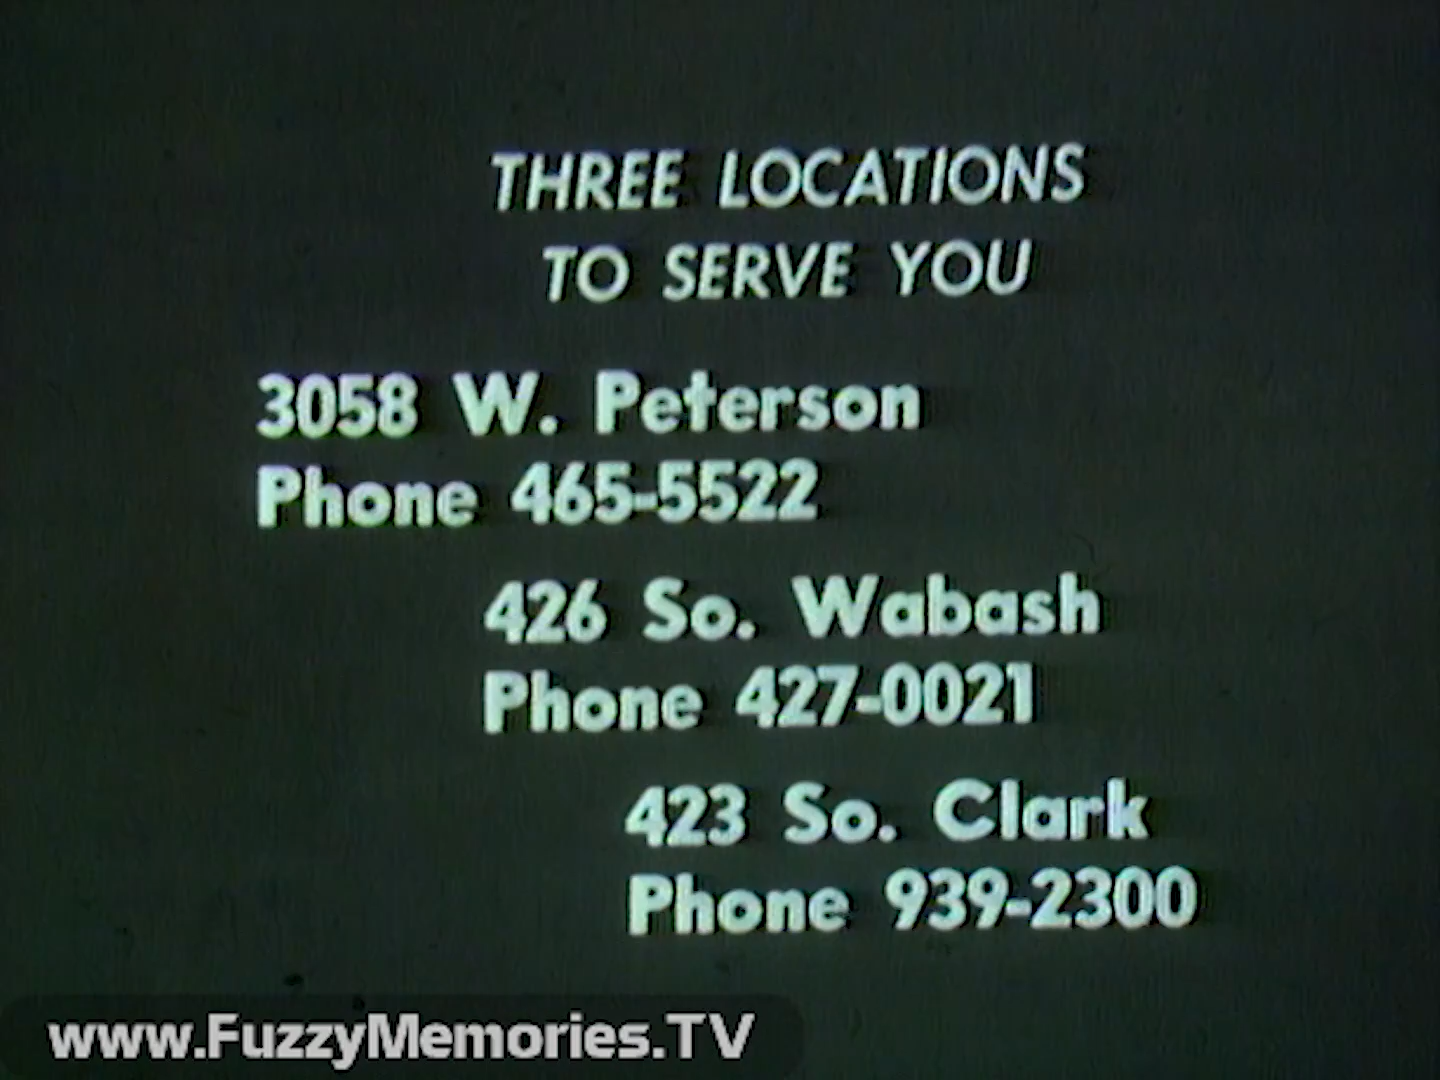 THREE LOCATIONS
TO SERVE YOU
3058 W. Peterson
Phone 465-5522
426 So. Wabash
Phone 427-0021
423 So. Clark
Phone 939-2300
www.FuzzyMemories.TV